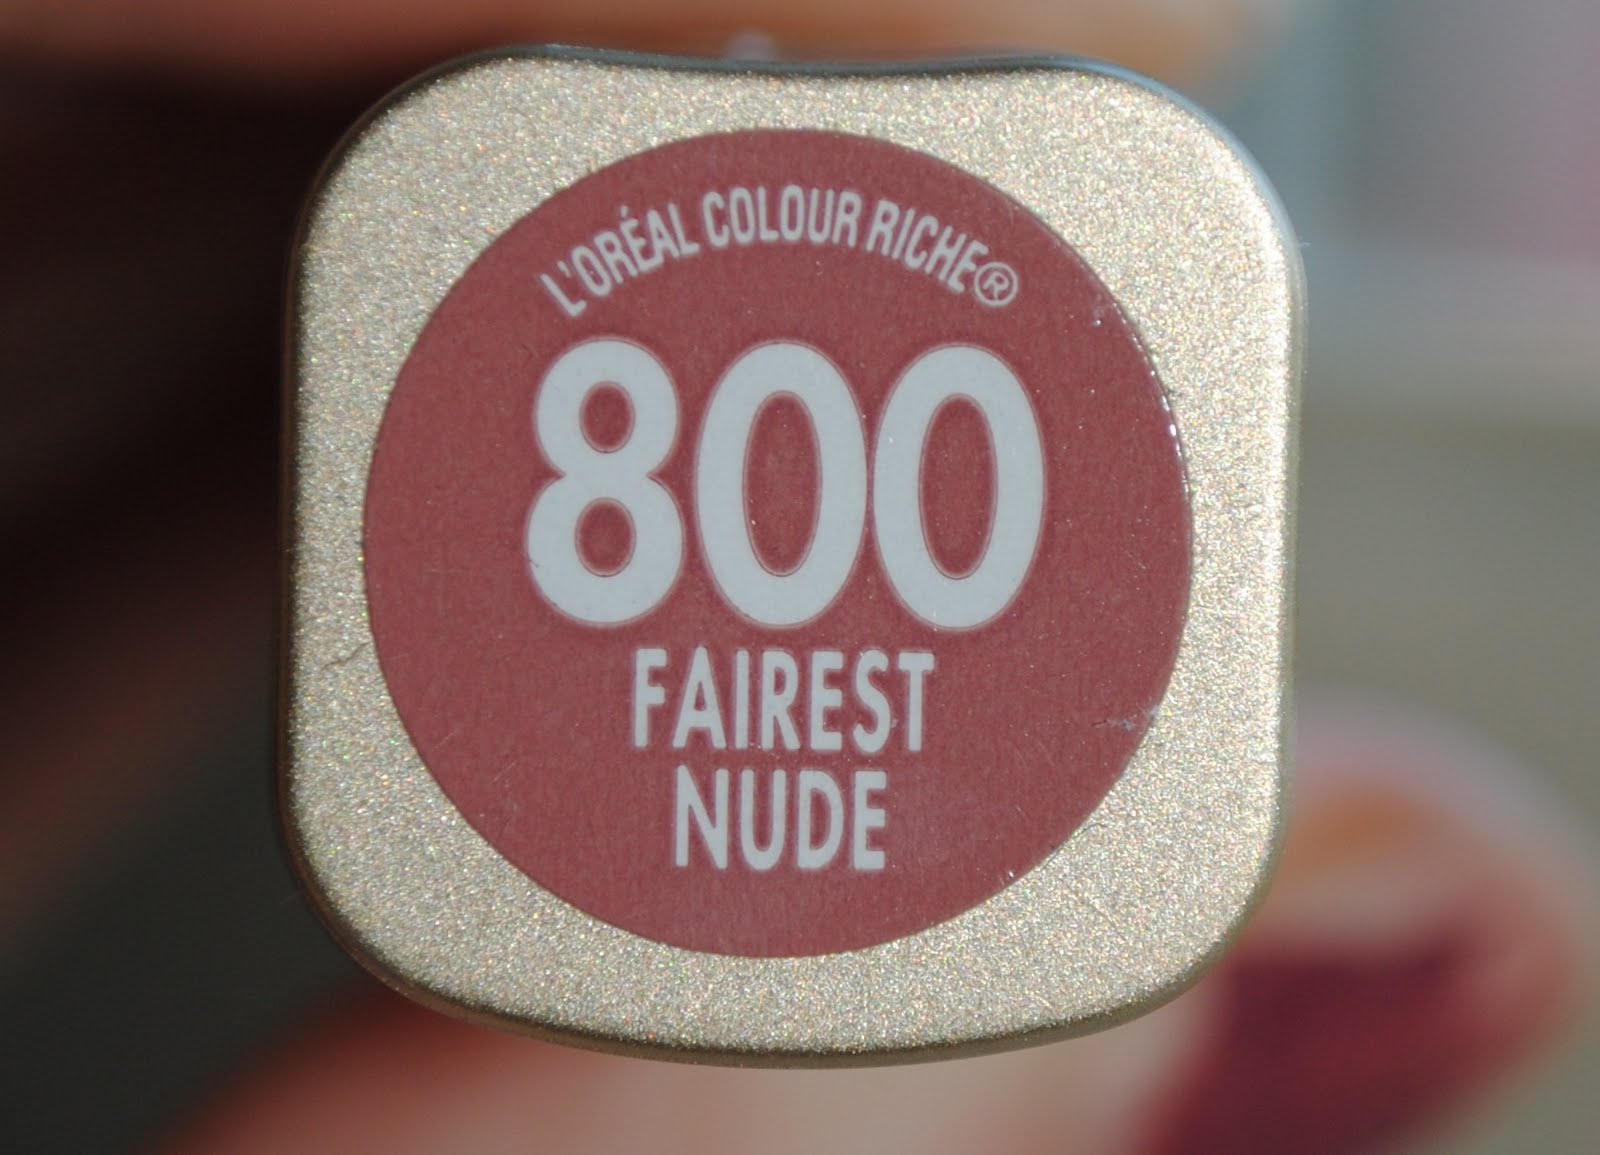 L'ORÉAL COLOUR RICHE®
800
FAIREST
NUDE